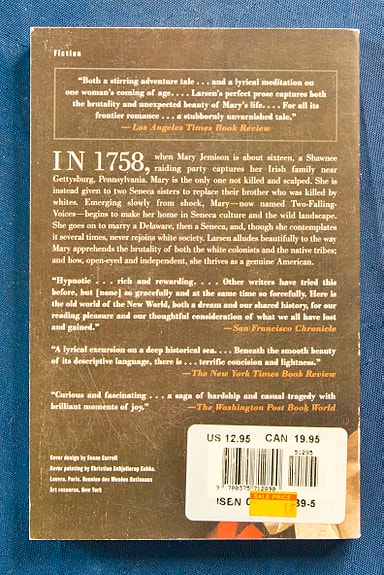 Fiction
“Both a stirring adventure tale . . . and a lyrical meditation on
one woman’s coming of age. . . . Larsen’s perfect prose captures both
the brutality and unexpected beauty of Mary’s life. . . . For all its
frontier romance . . . a stubbornly unvarnished tale.”
—Los Angeles Times Book Review
IN 1758, when Mary Jemison is about sixteen, a Shawnee
raiding party captures her Irish family near
Gettysburg, Pennsylvania. Mary is the only one not killed and scalped. She
is instead given to two Seneca sisters to replace their brother who was killed by
whites. Emerging slowly from shock, Mary—now named Two-Falling-
Voices—begins to make her home in Seneca culture and the wild landscape.
She goes on to marry a Delaware, then a Seneca, and, though she contemplates
it several times, never rejoins white society. Larsen alludes beautifully to the way
Mary apprehends the brutality of both the white colonists and the native tribes;
and how, open-eyed and independent, she thrives as a genuine American.
“Hypnotic . . . rich and rewarding. . . . Other writers have tried this
before, but [none] so gracefully and at the same time so forcefully. Here is
the old world of the New World, both a dream and our shared history, for our
reading pleasure and our thoughtful consideration of what we all have lost
and gained.” —San Francisco Chronicle
“A lyrical excursion on a deep historical sea. . . . Beneath the smooth beauty
of its descriptive language, there is . . . terrific concision and lightness.”
—The New York Times Book Review
“Curious and fascinating . . . a saga of hardship and casual tragedy with
brilliant moments of joy.” —The Washington Post Book World
Cover design by Susan Carroll
Cover painting by Christian Schjellerup Købke.
Louvre, Paris. Reunion des Musées Nationaux
Art resource, New York
US 12.95 CAN 19.95
51295
9 780375 712890
SALE PRICE
ISBN 0 39-5